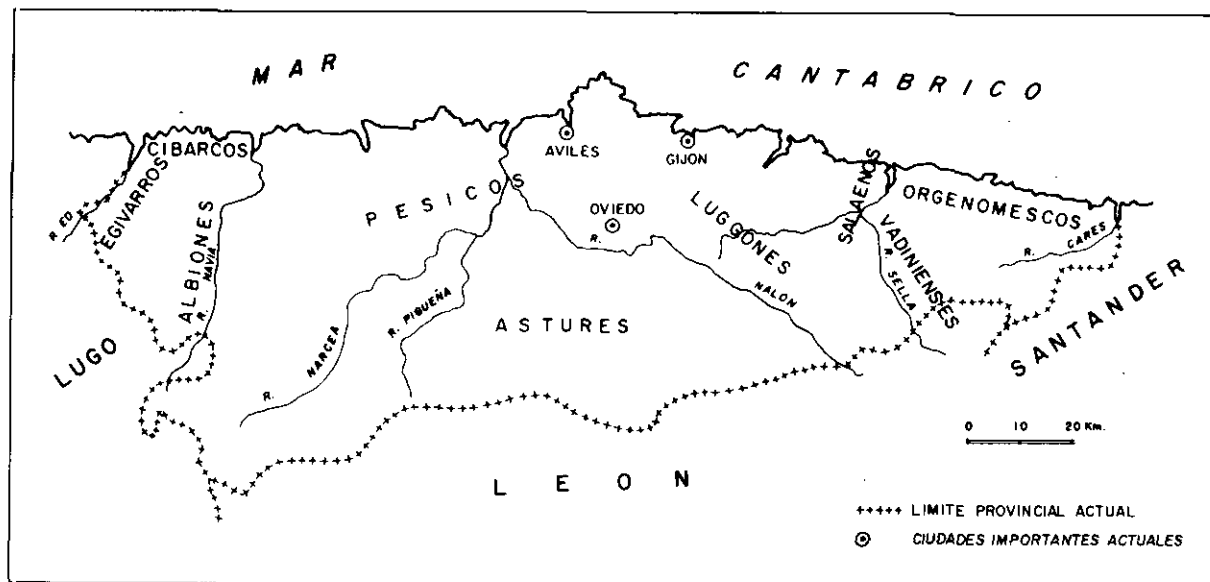 MAR CANTABRICO
CIBARCOS
EGIVARROS
R. EO
ALBIONES
R. NAVIA
LUGO
PESICOS
R. NARCEA
R. PIGUEÑA
AVILES
GIJON
OVIEDO
R. NALON
ASTURES
LUGGONES
SALAENOS
VADINIENSES
R. SELLA
ORGENOMESCOS
R. CARES
SANTANDER
LEON
0 10 20 Km.
+++++ LIMITE PROVINCIAL ACTUAL
CIUDADES IMPORTANTES ACTUALES